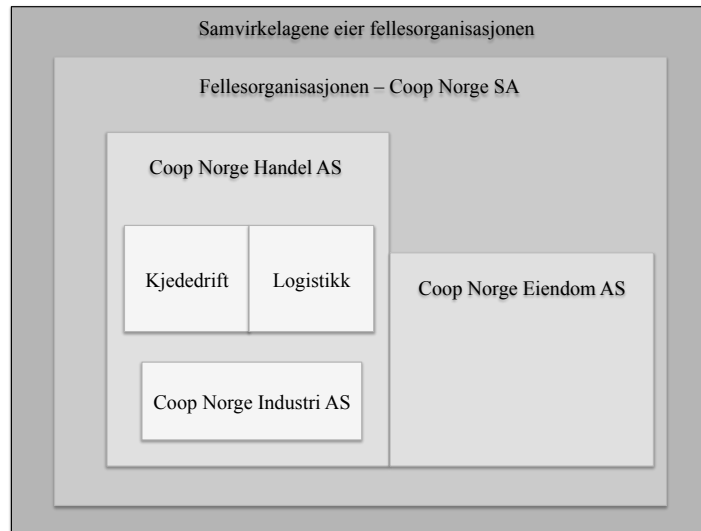 Samvirkelagene eier fellesorganisasjonen
Fellesorganisasjonen – Coop Norge SA
Coop Norge Handel AS
Kjededrift
Logistikk
Coop Norge Eiendom AS
Coop Norge Industri AS